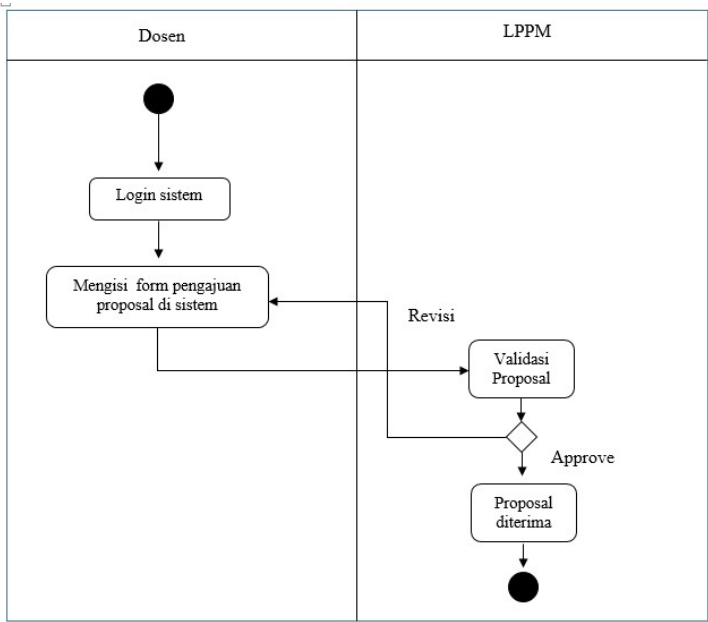 Dosen
LPPM
Login sistem
Mengisi form pengajuan
proposal di sistem
Revisi
Validasi
Proposal
Approve
Proposal
diterima